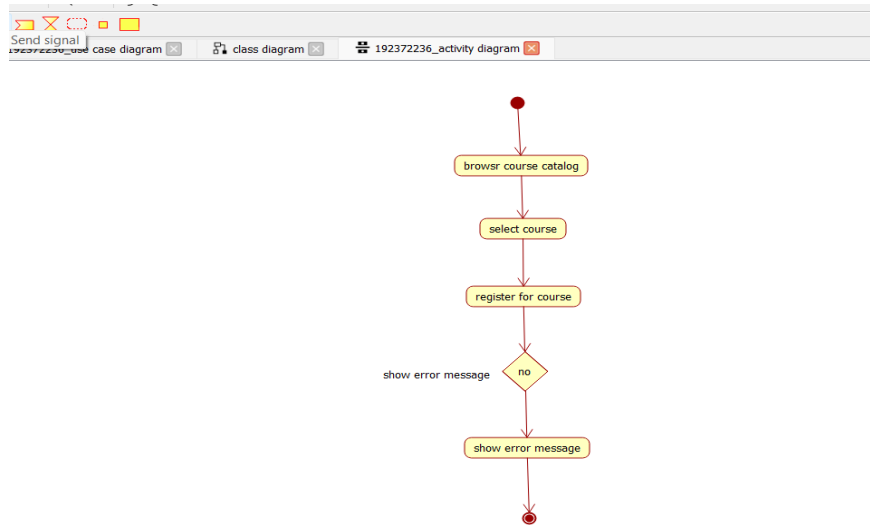 Send signal
192372236_use case diagram
class diagram
192372236_activity diagram
browsr course catalog
select course
register for course
show error message
no
show error message